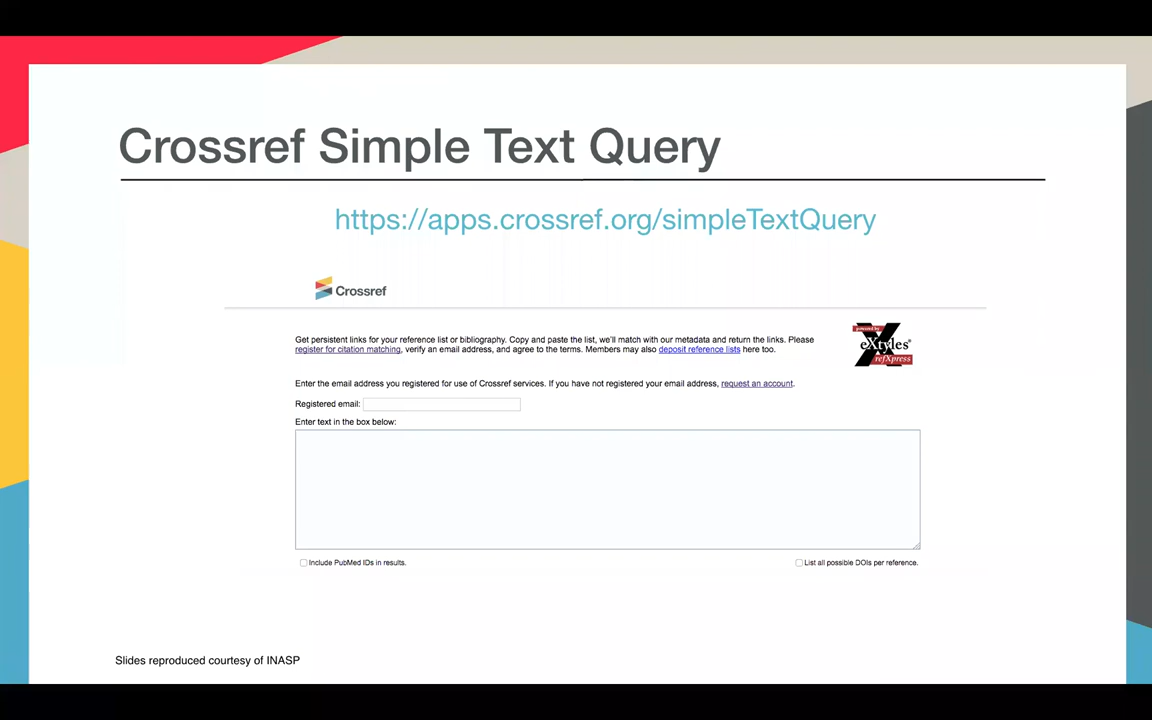 Crossref Simple Text Query
https://apps.crossref.org/simpleTextQuery
Crossref
powered by
eXtyles®
refXpress
Get persistent links for your reference list or bibliography. Copy and paste the list, we'll match with our metadata and return the links. Please
register for citation matching, verify an email address, and agree to the terms. Members may also deposit reference lists here too.
Enter the email address you registered for use of Crossref services. If you have not registered your email address, request an account.
Registered email:
Enter text in the box below:
Include PubMed IDs in results.
List all possible DOIs per reference.
Slides reproduced courtesy of INASP